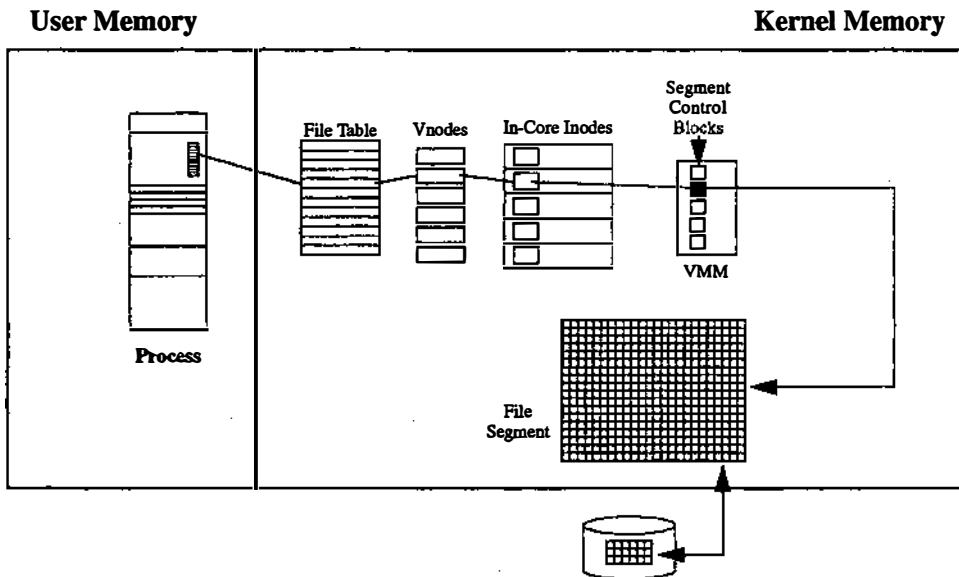 User Memory
Kernel Memory
Segment
Control
Blocks
File Table
Vnodes
In-Core Inodes
VMM
Process
File
Segment